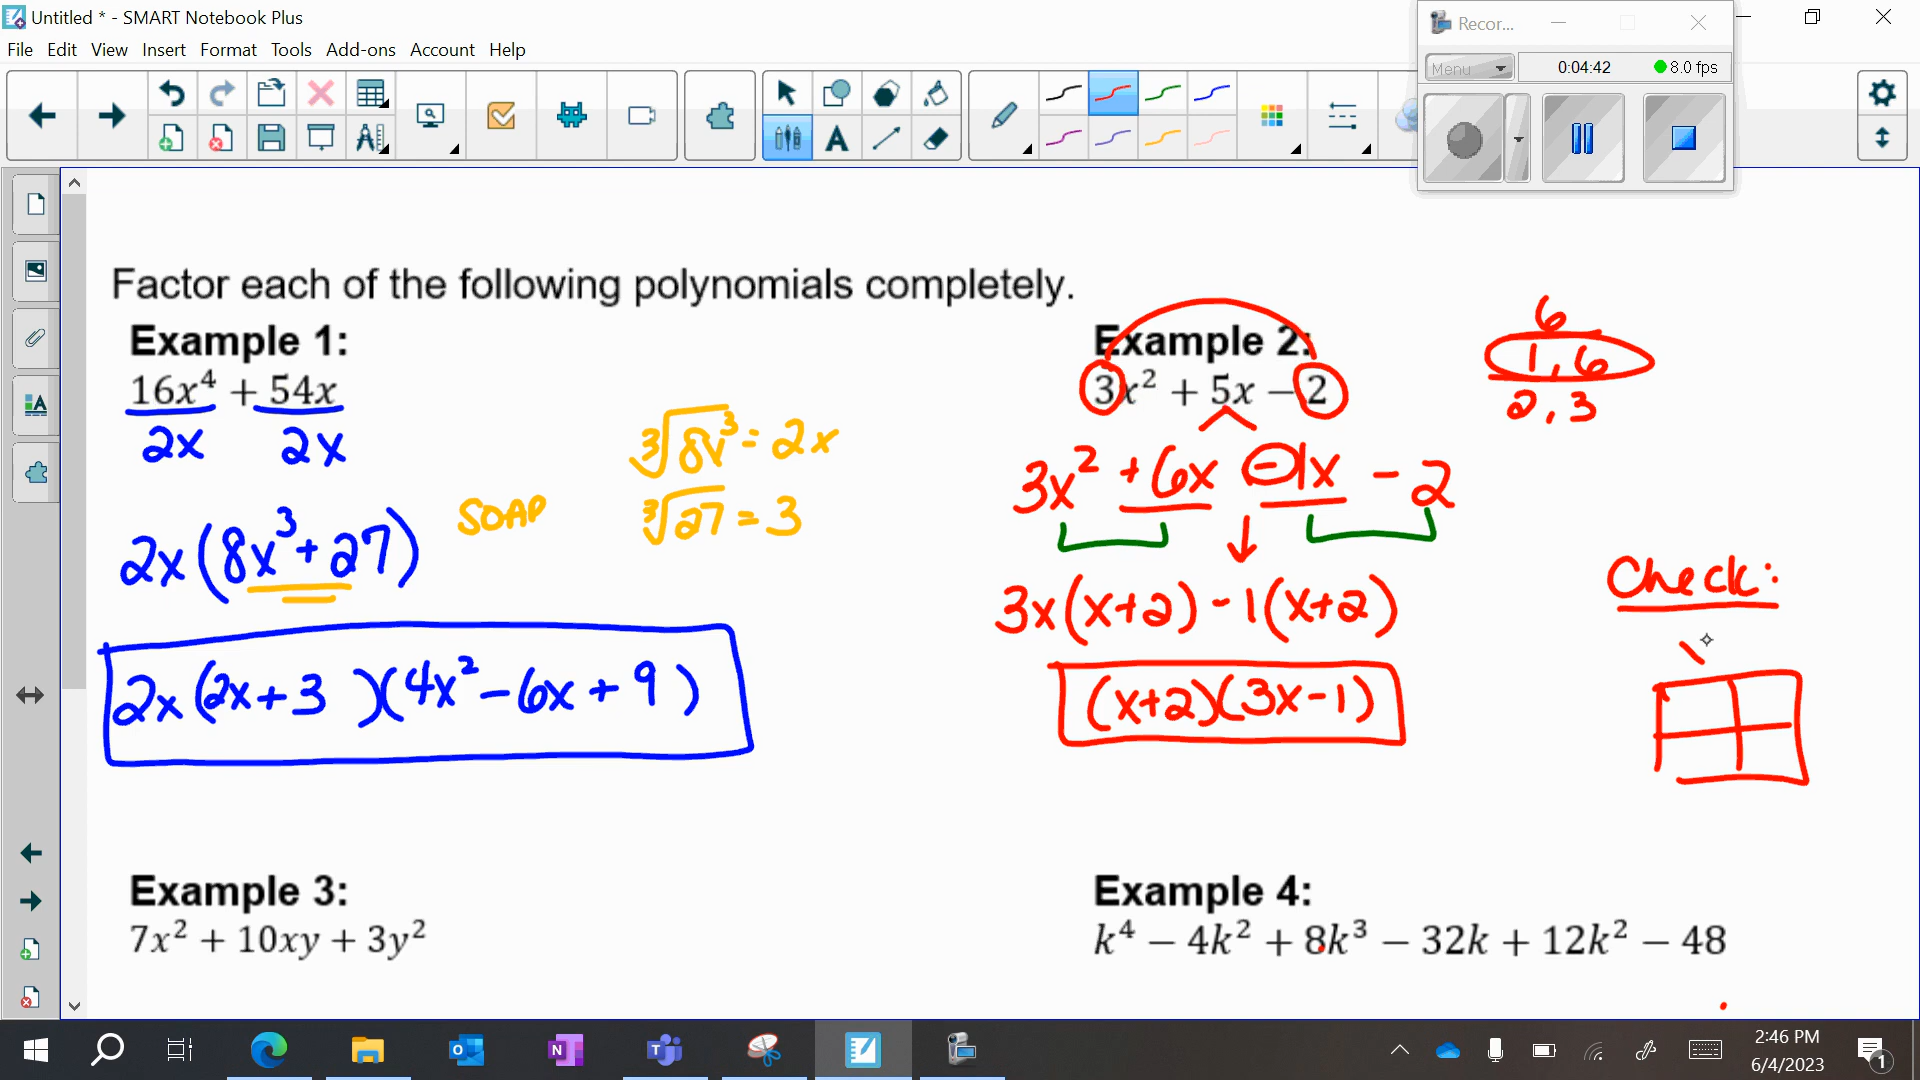 Untitled * - SMART Notebook Plus
File Edit View Insert Format Tools Add-ons Account Help
Recor...
Menu
0:04:42
8.0 fps
Factor each of the following polynomials completely.
Example 1:
16x⁴ + 54x
2x 2x
∛8x³ = 2x
∛27 = 3
SOAP
2x(8x³+27)
2x(2x+3)(4x²-6x+9)
Example 2:
3x² + 5x - 2
6
1, 6
2, 3
3x² +6x -1x - 2
3x(x+2) - 1(x+2)
(x+2)(3x-1)
Check:
Example 3:
7x² + 10xy + 3y²
Example 4:
k⁴ - 4k² + 8k³ - 32k + 12k² - 48
2:46 PM
6/4/2023
1